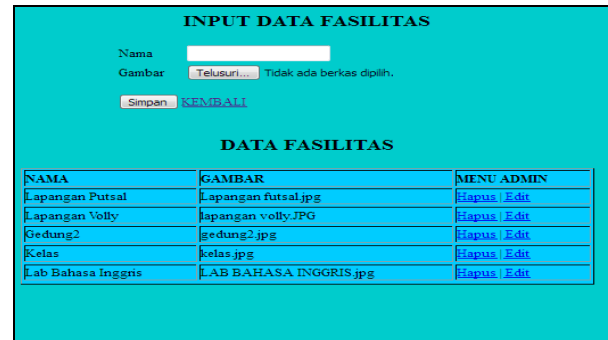 INPUT DATA FASILITAS
Nama
Gambar Telusuri... Tidak ada berkas dipilih.
Simpan KEMBALI
DATA FASILITAS
NAMA GAMBAR MENU ADMIN
Lapangan Putsal Lapangan futsal.jpg Hapus | Edit
Lapangan Volly lapangan volly.JPG Hapus | Edit
Gedung2 gedung2.jpg Hapus | Edit
Kelas kelas.jpg Hapus | Edit
Lab Bahasa Inggris LAB BAHASA INGGRIS.jpg Hapus | Edit